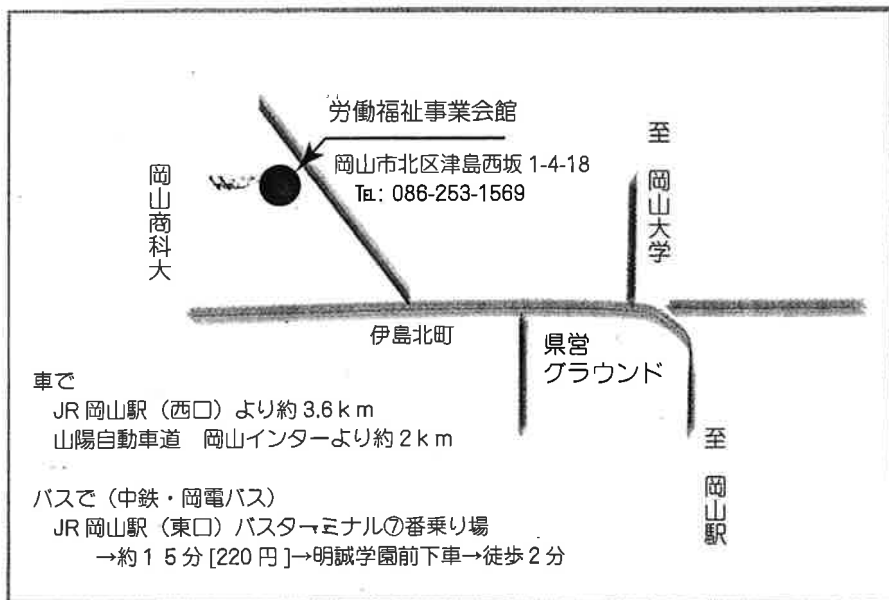 労働福祉事業会館
岡山市北区津島西坂 1-4-18
℡: 086-253-1569
岡山商科大
至 岡山大学
伊島北町
県営
グラウンド
至 岡山駅
車で
JR 岡山駅（西口）より約 3.6ｋｍ
山陽自動車道　岡山インターより約 2ｋｍ
バスで（中鉄・岡電バス）
JR 岡山駅（東口）バスターミナル⑦番乗り場
→約１５分 [220 円 ]→明誠学園前下車→徒歩 2 分